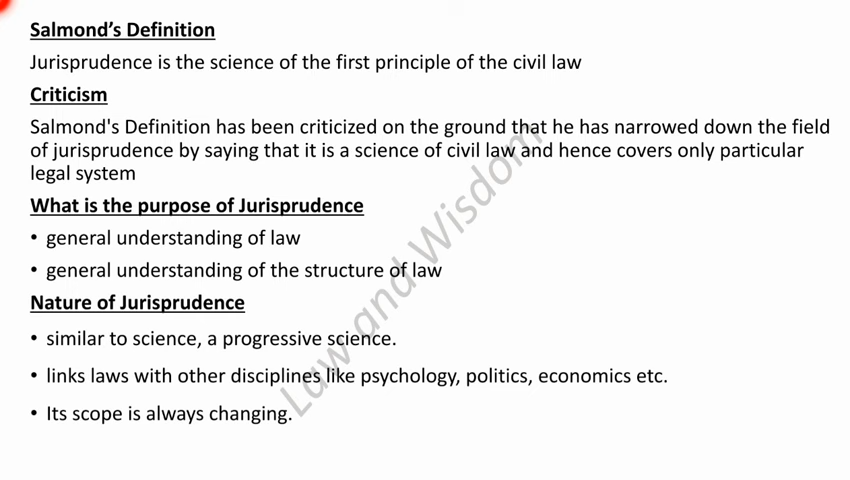 Salmond’s Definition
Jurisprudence is the science of the first principle of the civil law
Criticism
Salmond's Definition has been criticized on the ground that he has narrowed down the field
of jurisprudence by saying that it is a science of civil law and hence covers only particular
legal system
What is the purpose of Jurisprudence
• general understanding of law
• general understanding of the structure of law
Nature of Jurisprudence
• similar to science, a progressive science.
• links laws with other disciplines like psychology, politics, economics etc.
• Its scope is always changing.
Law and Wisdom